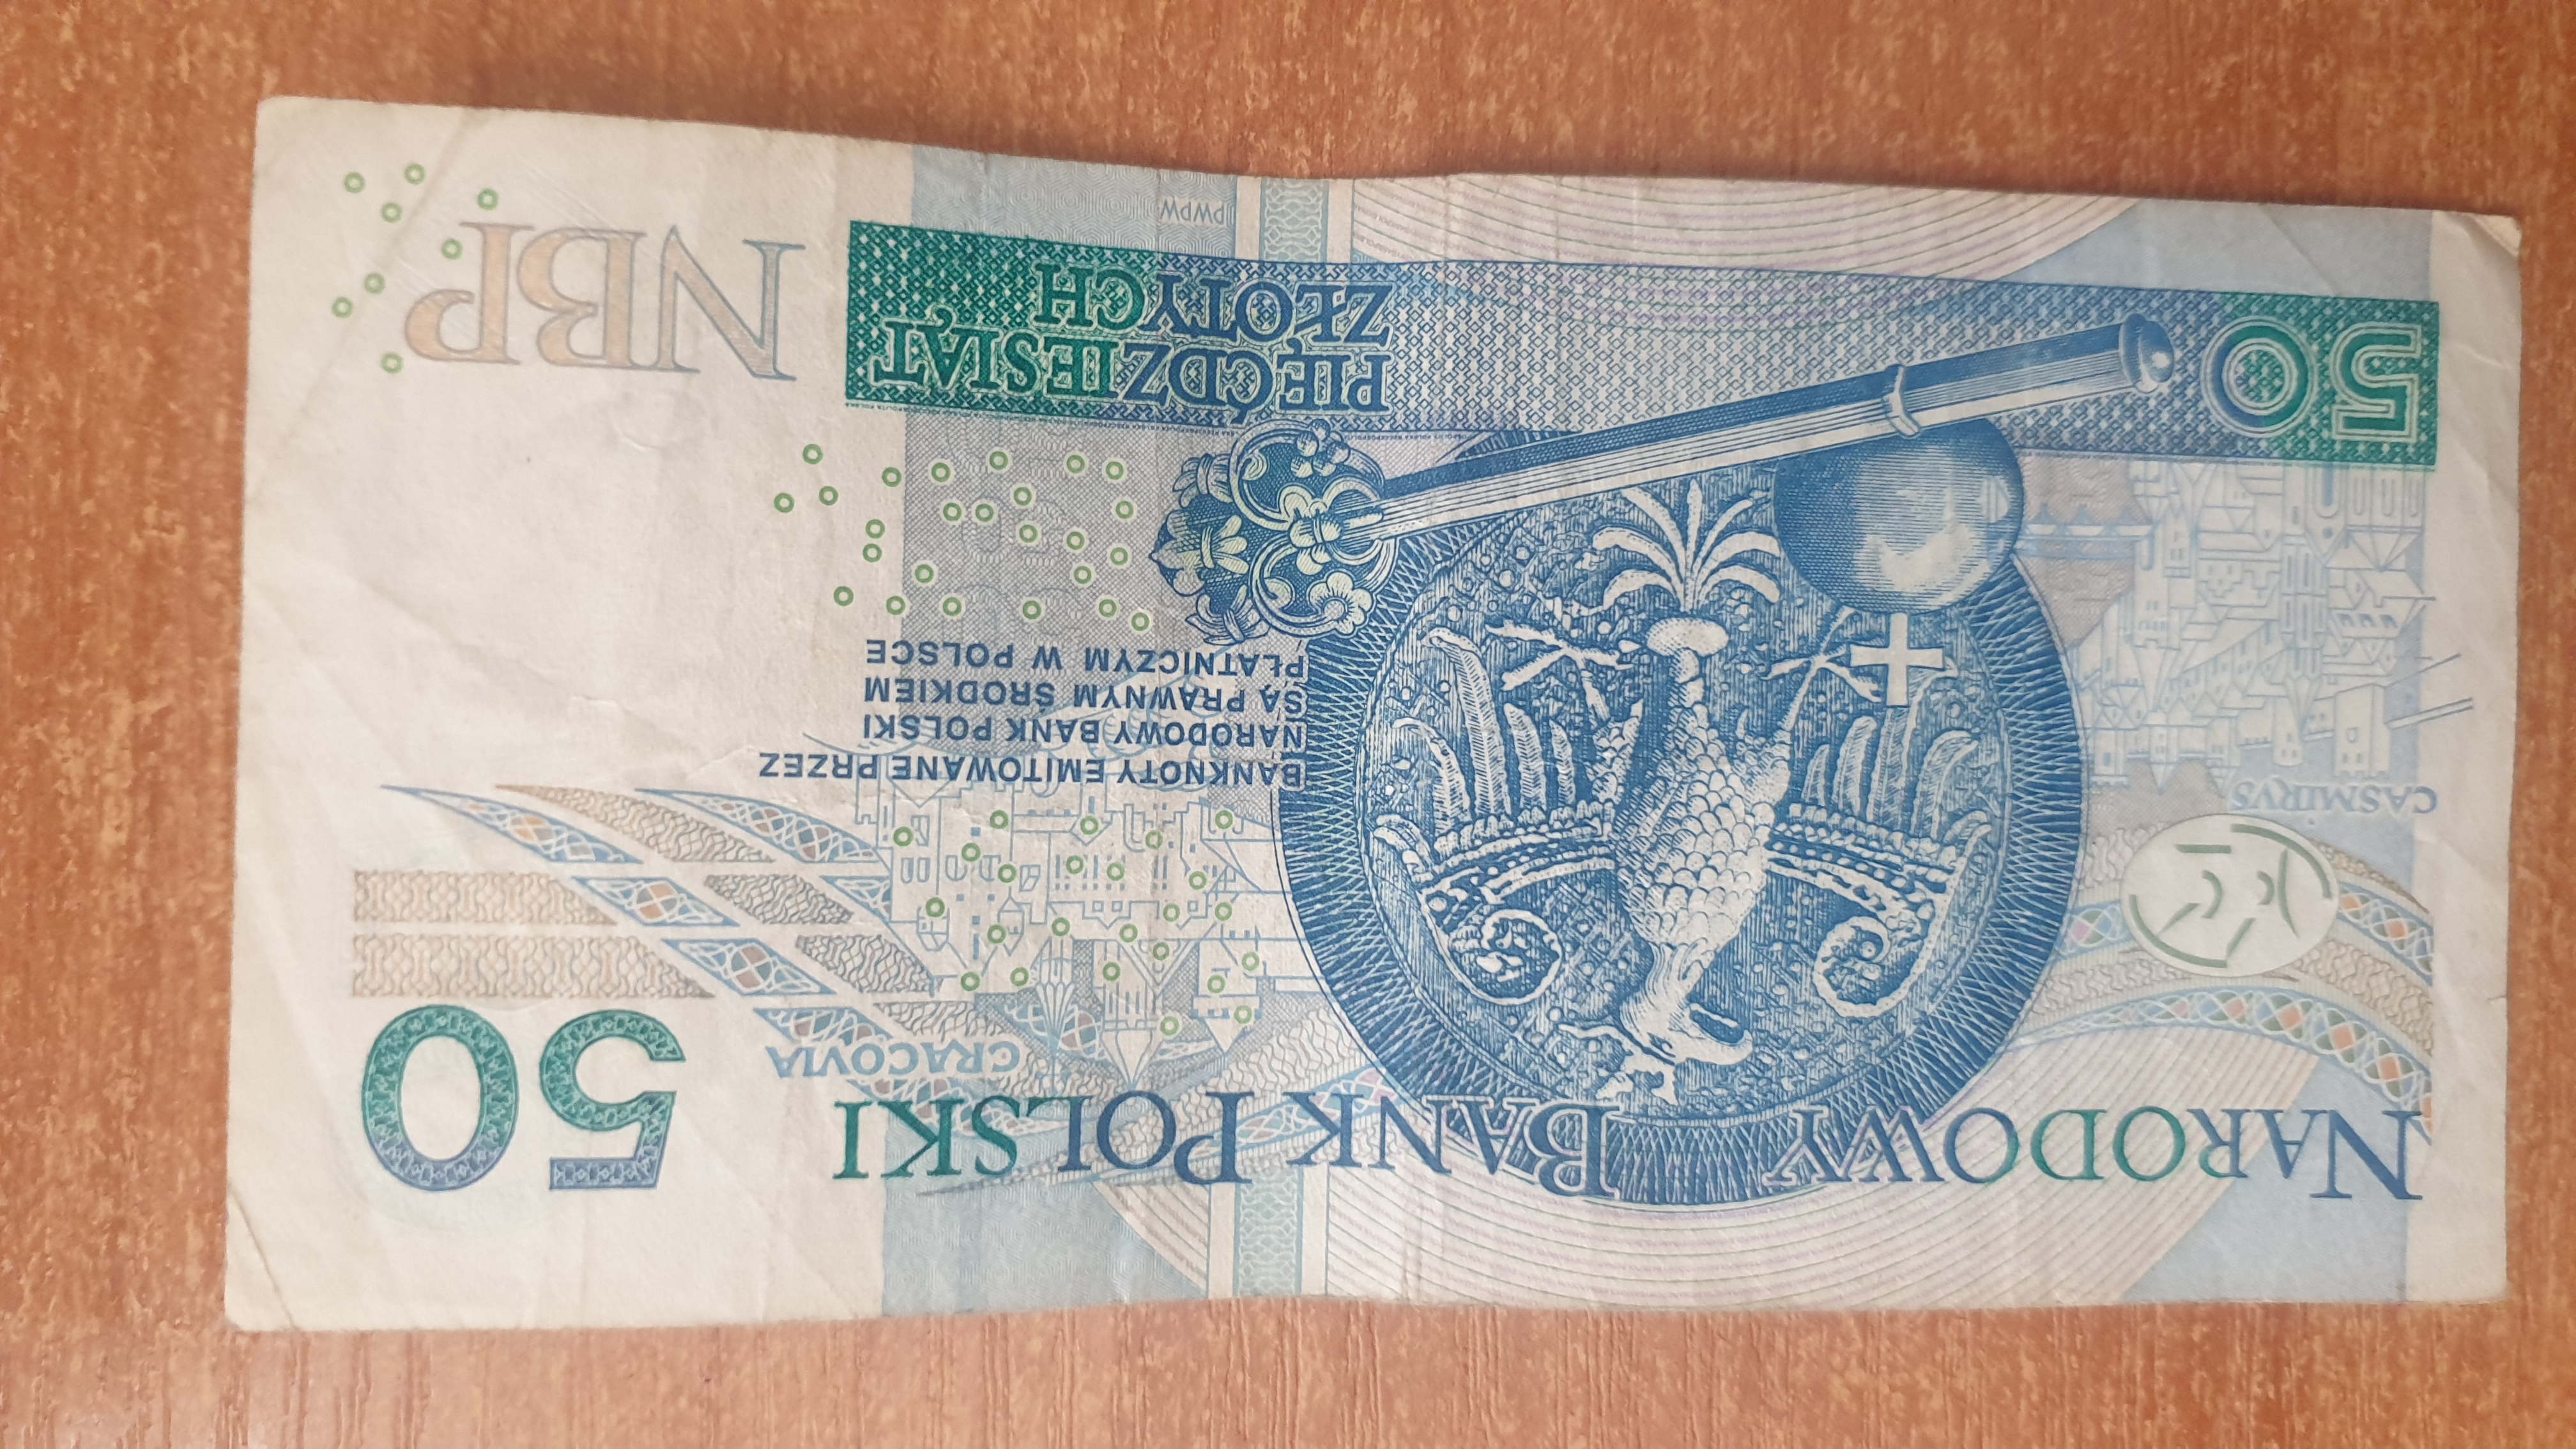 NARODOWY BANK POLSKI 50
CRACOVIA
CASMIRVS
BANKNOTY EMITOWANE PRZEZ
NARODOWY BANK POLSKI
SĄ PRAWNYM ŚRODKIEM
PŁATNICZYM W POLSCE
50
PIĘĆDZIESIĄT
ZŁOTYCH
NBP
PWPW